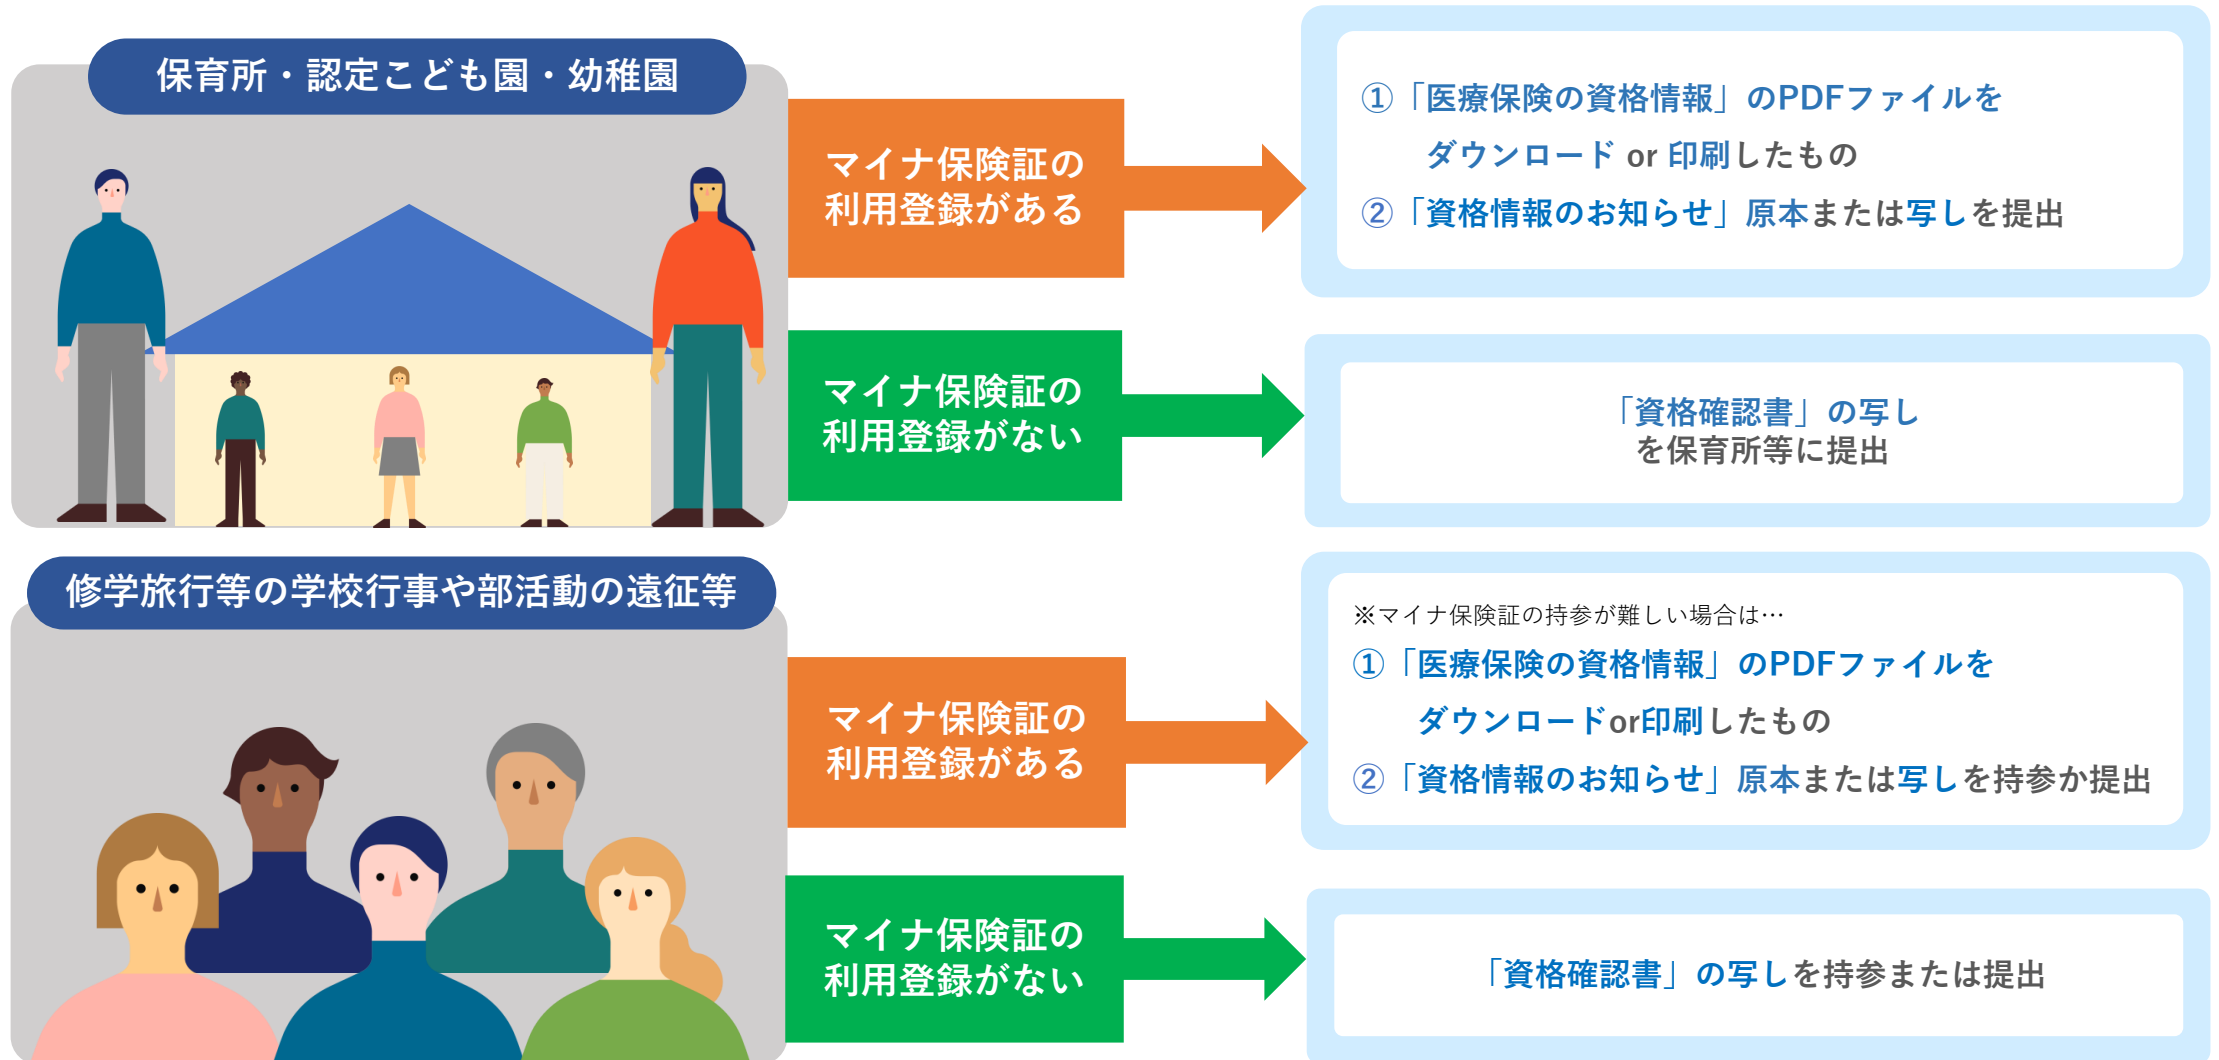 保育所・認定こども園・幼稚園
マイナ保険証の
利用登録がある
①「医療保険の資格情報」のPDFファイルを
ダウンロード or 印刷したもの
②「資格情報のお知らせ」原本または写しを提出
マイナ保険証の
利用登録がない
「資格確認書」の写し
を保育所等に提出
修学旅行等の学校行事や部活動の遠征等
マイナ保険証の
利用登録がある
※マイナ保険証の持参が難しい場合は…
①「医療保険の資格情報」のPDFファイルを
ダウンロードor印刷したもの
②「資格情報のお知らせ」原本または写しを持参か提出
マイナ保険証の
利用登録がない
「資格確認書」の写しを持参または提出